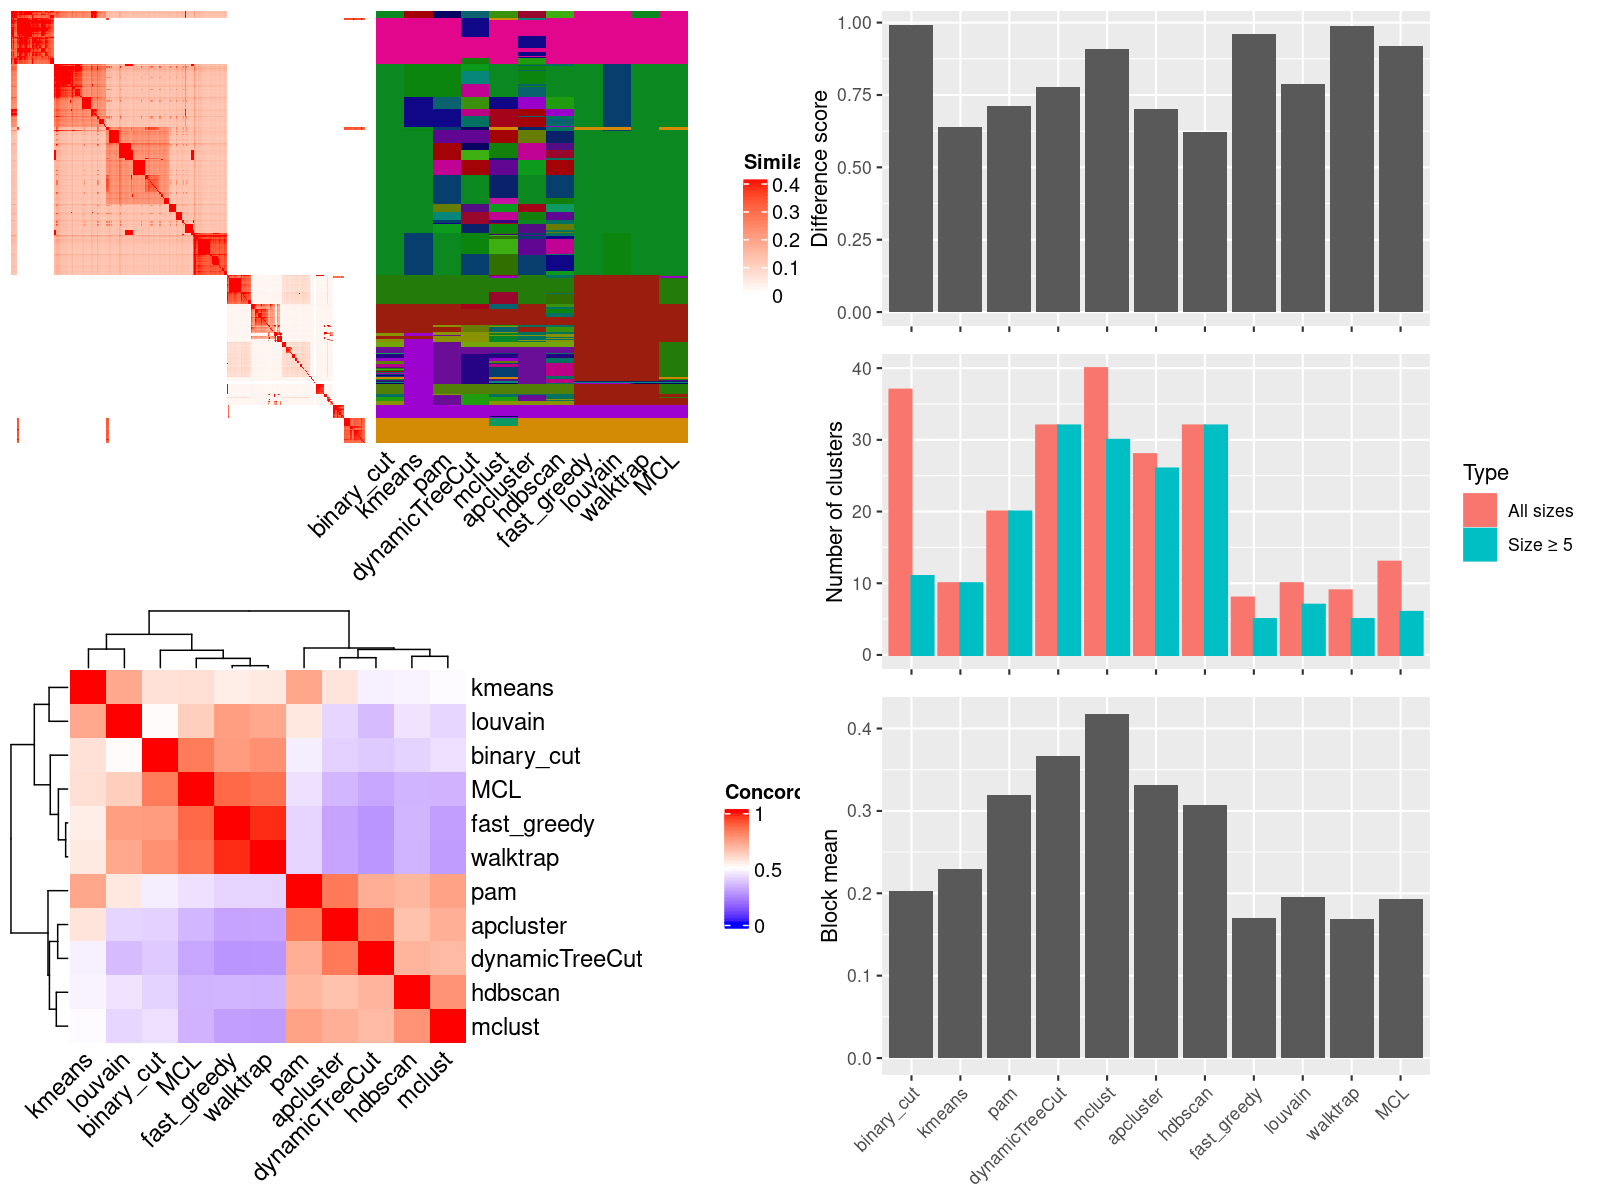 Simila
0.4
0.3
0.2
0.1
0
binary_cut
kmeans
pam
dynamicTreeCut
mclust
apcluster
hdbscan
fast_greedy
louvain
walktrap
MCL
Difference score
1.00
0.75
0.50
0.25
0.00
Number of clusters
40
30
20
10
0
Type
All sizes
Size ≥ 5
kmeans
louvain
binary_cut
MCL
fast_greedy
walktrap
pam
apcluster
dynamicTreeCut
hdbscan
mclust
kmeans
louvain
binary_cut
MCL
fast_greedy
walktrap
pam
apcluster
dynamicTreeCut
hdbscan
mclust
Concord
1
0.5
0
Block mean
0.4
0.3
0.2
0.1
0.0
binary_cut
kmeans
pam
dynamicTreeCut
mclust
apcluster
hdbscan
fast_greedy
louvain
walktrap
MCL